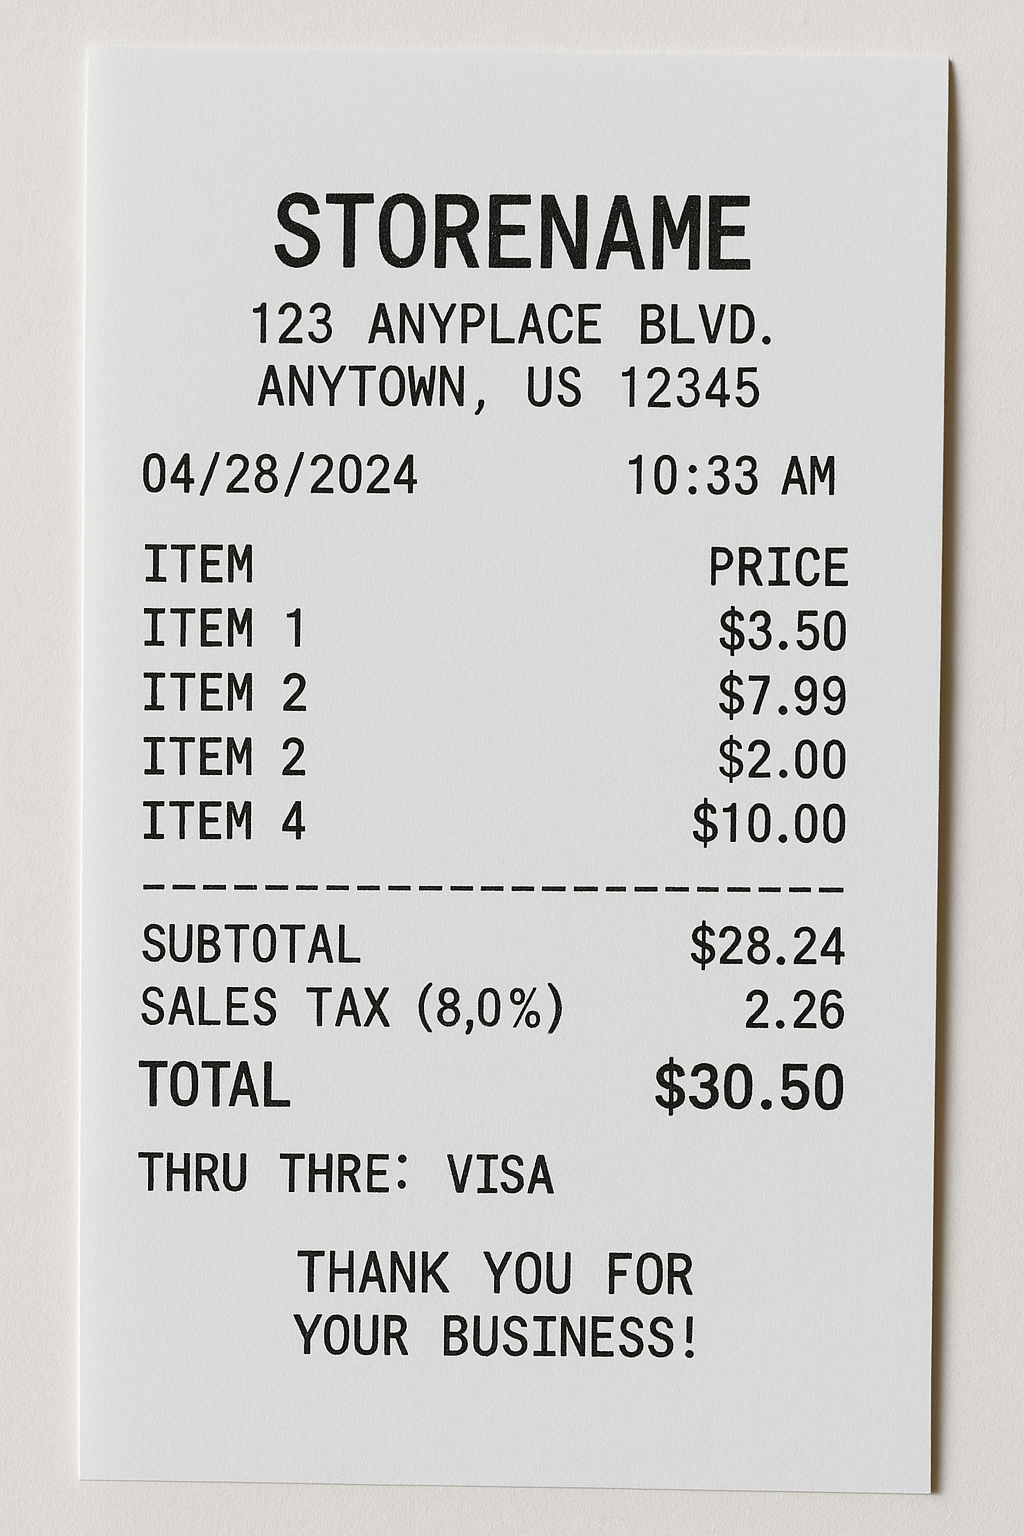 STORENAME
123 ANYPLACE BLVD.
ANYTOWN, US 12345
04/28/2024 10:33 AM
ITEM PRICE
ITEM 1 $3.50
ITEM 2 $7.99
ITEM 2 $2.00
ITEM 4 $10.00
-----------------------
SUBTOTAL $28.24
SALES TAX (8,0%) 2.26
TOTAL $30.50
THRU THRE: VISA
THANK YOU FOR
YOUR BUSINESS!